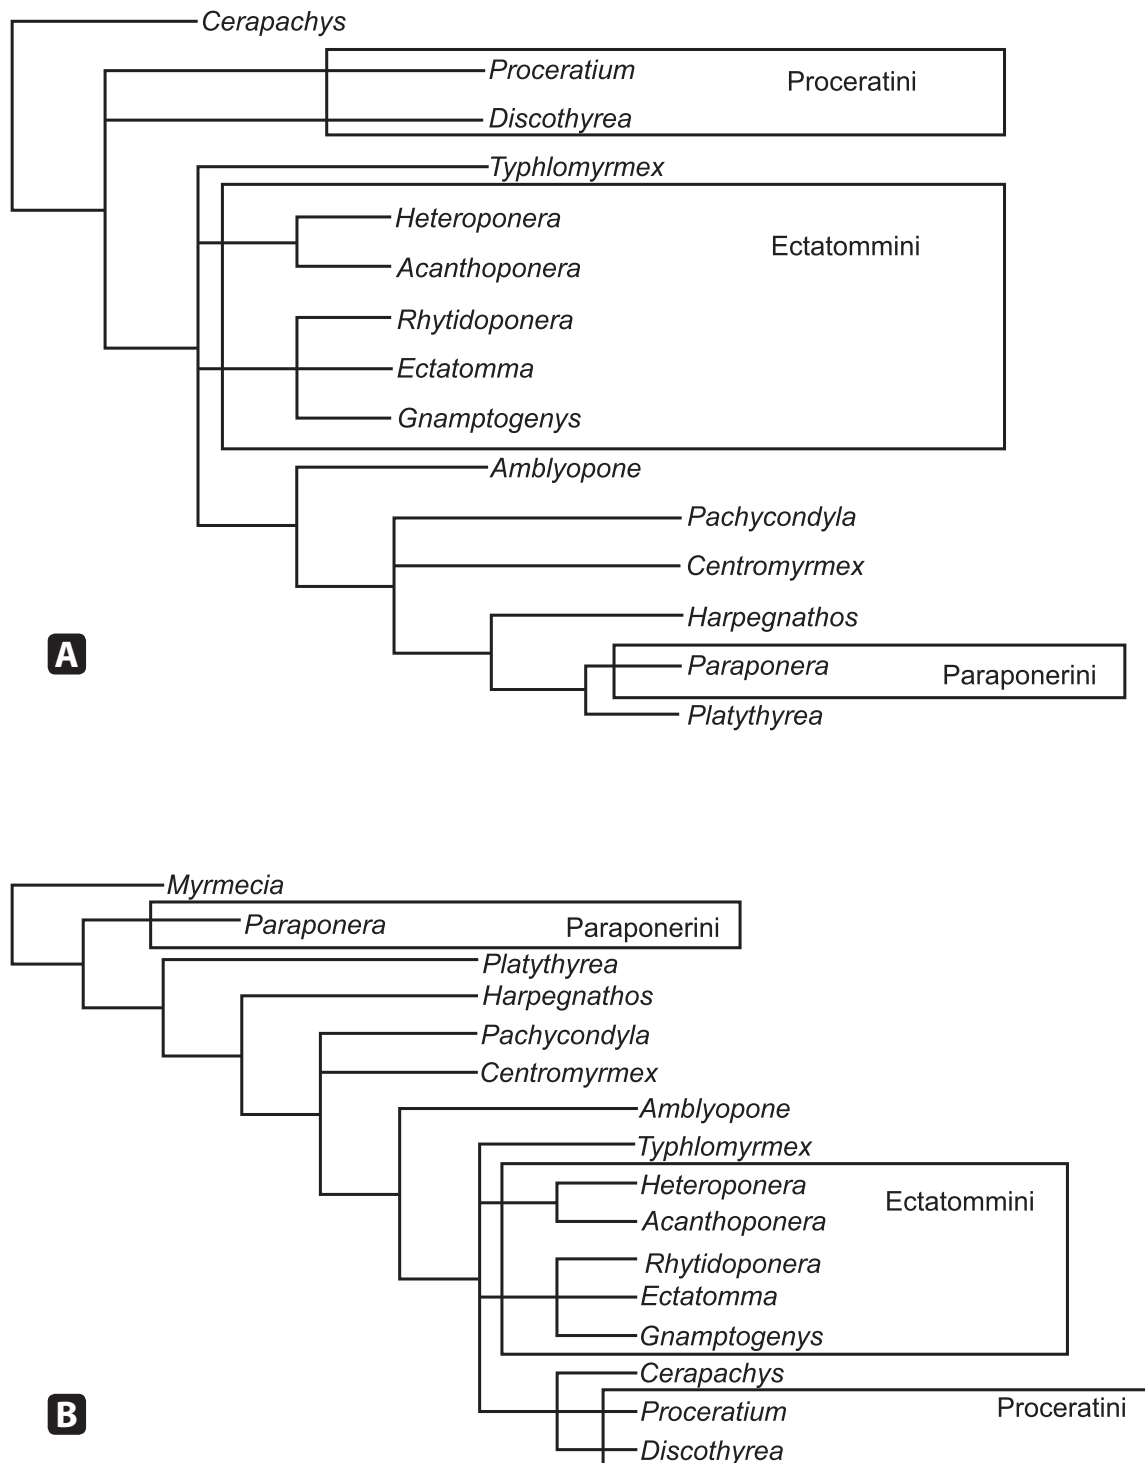 Cerapachys
Proceratium
Proceratini
Discothyrea
Typhlomyrmex
Heteroponera
Ectatommini
Acanthoponera
Rhytidoponera
Ectatomma
Gnamptogenys
Amblyopone
Pachycondyla
Centromyrmex
Harpegnathos
A
Paraponera
Paraponerini
Platythyrea
Myrmecia
Paraponera
Paraponerini
Platythyrea
Harpegnathos
Pachycondyla
Centromyrmex
Amblyopone
Typhlomyrmex
Heteroponera
Ectatommini
Acanthoponera
Rhytidoponera
Ectatomma
Gnamptogenys
Cerapachys
B
Proceratium
Proceratini
Discothyrea